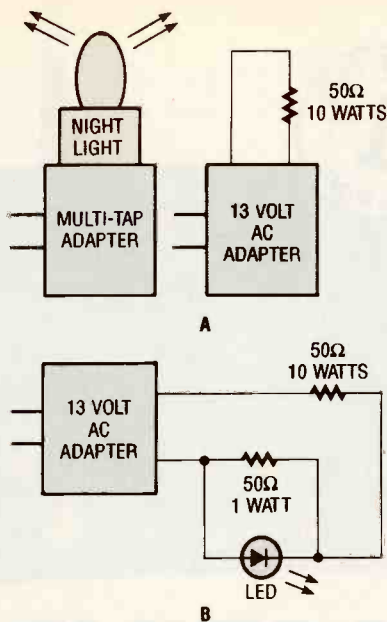 NIGHT
LIGHT
MULTI-TAP
ADAPTER
50Ω
10 WATTS
13 VOLT
AC
ADAPTER
A
13 VOLT
AC
ADAPTER
50Ω
10 WATTS
50Ω
1 WATT
LED
B